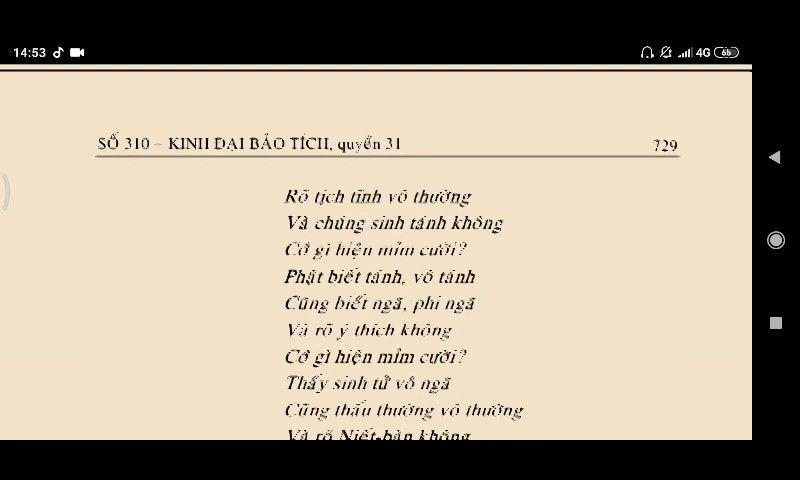 14:53
4G 66
SỐ 310 – KINH ĐẠI BẢO TÍCH, quyển 31
729
Rõ tịch tĩnh vô thường
Và chúng sinh tánh không
Cớ gì hiện mỉm cười?
Phật biết tánh, vô tánh
Cũng biết ngã, phi ngã
Và rõ ý thích không
Cớ gì hiện mỉm cười?
Thấy sinh tử vô ngã
Cũng thấu thường vô thường
Và rõ Niết-bàn không